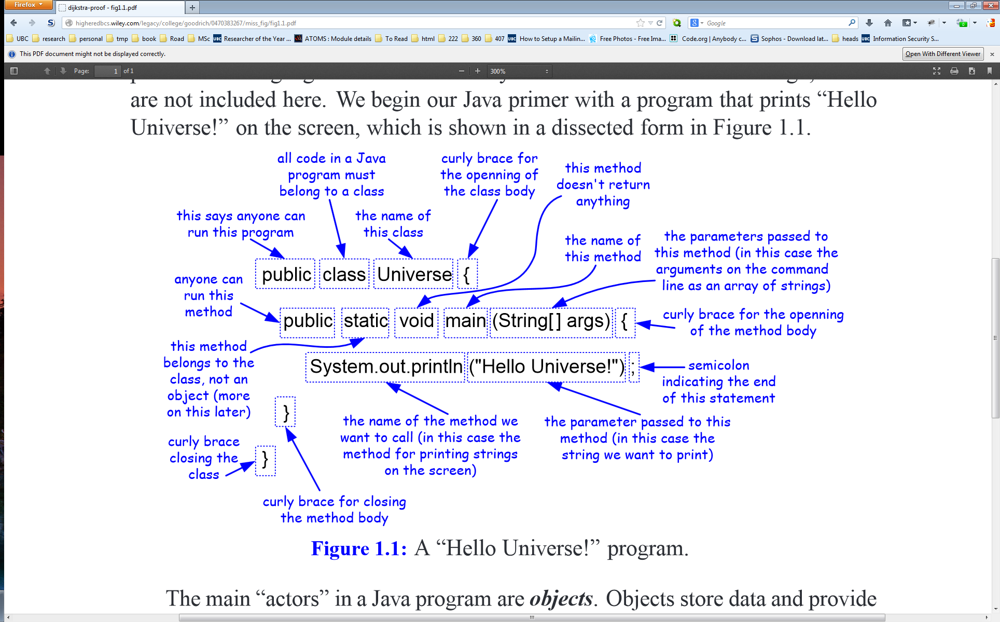 Firefox
dijkstra-proof - fig1.1.pdf
higheredbcs.wiley.com/legacy/college/goodrich/0470383267/miss_fig/fig1.1.pdf
Google
UBC research personal tmp book Road MSc Researcher of the Year ... ATOMS : Module details To Read html 222 360 407 How to Setup a Mailin... Free Photos - Free Ima... Code.org | Anybody c... Sophos - Download lat... heads Information Security S...
This PDF document might not be displayed correctly.
Open With Different Viewer
Page: 1 of 1
300%
are not included here. We begin our Java primer with a program that prints “Hello
Universe!” on the screen, which is shown in a dissected form in Figure 1.1.
all code in a Java
program must
belong to a class
curly brace for
the openning of
the class body
this method
doesn't return
anything
this says anyone can
run this program
the name of
this class
the name of
this method
the parameters passed to
this method (in this case the
arguments on the command
line as an array of strings)
public class Universe {
anyone can
run this
method
public static void main (String[] args) {
curly brace for the openning
of the method body
this method
belongs to the
class, not an
object (more
on this later)
System.out.println ("Hello Universe!") ;
semicolon
indicating the end
of this statement
}
the name of the method we
want to call (in this case the
method for printing strings
on the screen)
the parameter passed to this
method (in this case the
string we want to print)
curly brace
closing the
class
}
curly brace for closing
the method body
Figure 1.1: A “Hello Universe!” program.
The main “actors” in a Java program are objects. Objects store data and provide